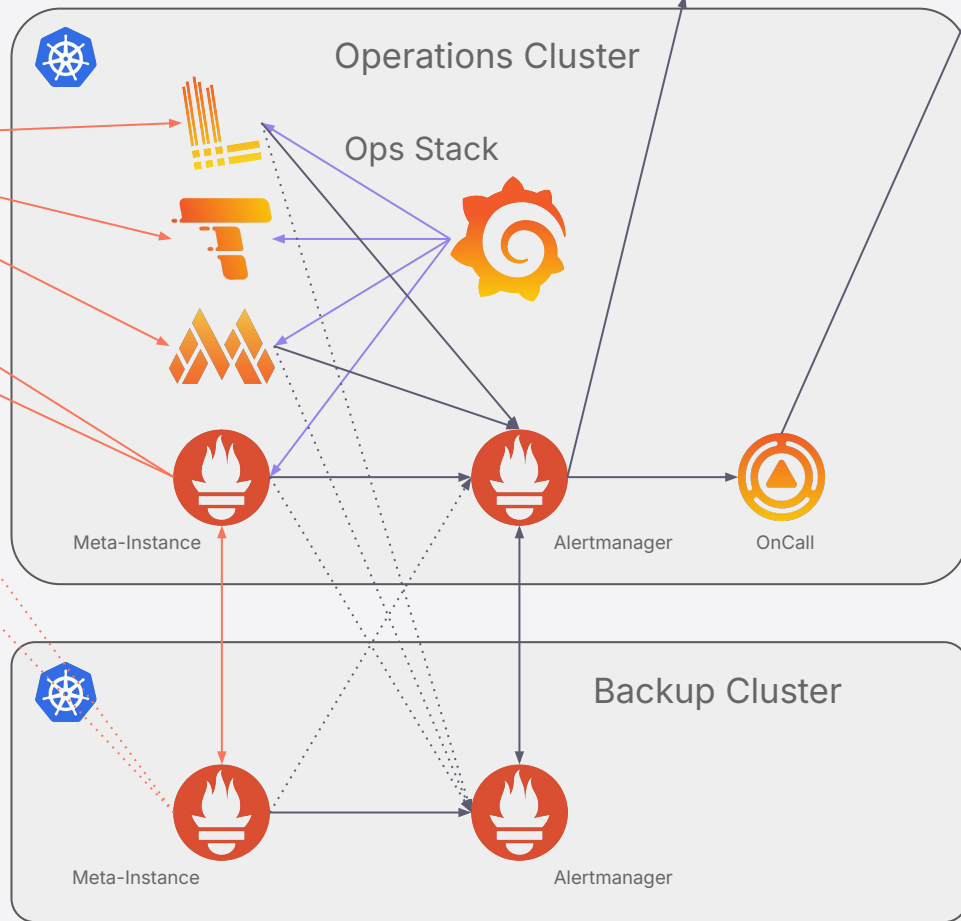 Operations Cluster
Ops Stack
Meta-Instance
Alertmanager
OnCall
Backup Cluster
Meta-Instance
Alertmanager